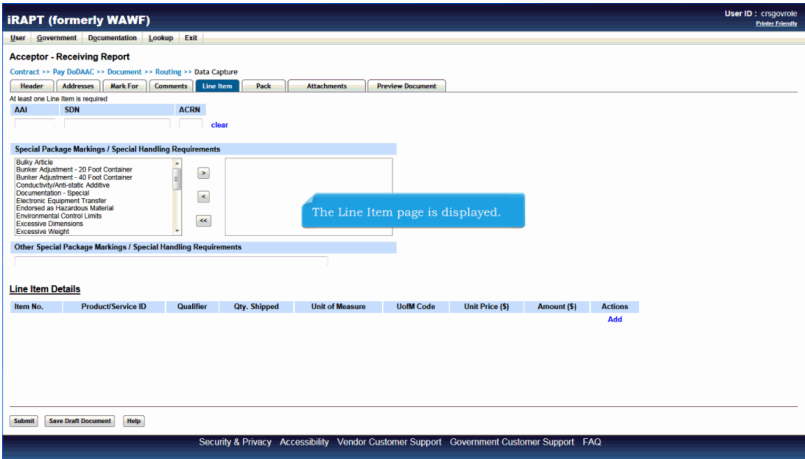 iRAPT (formerly WAWF)
User ID : crsgovrole
Printer Friendly
User Government Documentation Lookup Exit
Acceptor - Receiving Report
Contract >> Pay DoDAAC >> Document >> Routing >> Data Capture
Header Addresses Mark For Comments Line Item Pack Attachments Preview Document
At least one Line Item is required
AAI SDN ACRN
clear
Special Package Markings / Special Handling Requirements
Bulky Article
Bunker Adjustment - 20 Foot Container
Bunker Adjustment - 40 Foot Container
Conductivity/Anti-static Additive
Documentation - Special
Electronic Equipment Transfer
Endorsed as Hazardous Material
Environmental Control Limits
Excessive Dimensions
Excessive Weight
>
<
<<
The Line Item page is displayed.
Other Special Package Markings / Special Handling Requirements
Line Item Details
Item No. Product/Service ID Qualifier Qty. Shipped Unit of Measure UofM Code Unit Price ($) Amount ($) Actions
Add
Submit Save Draft Document Help
Security & Privacy Accessibility Vendor Customer Support Government Customer Support FAQ